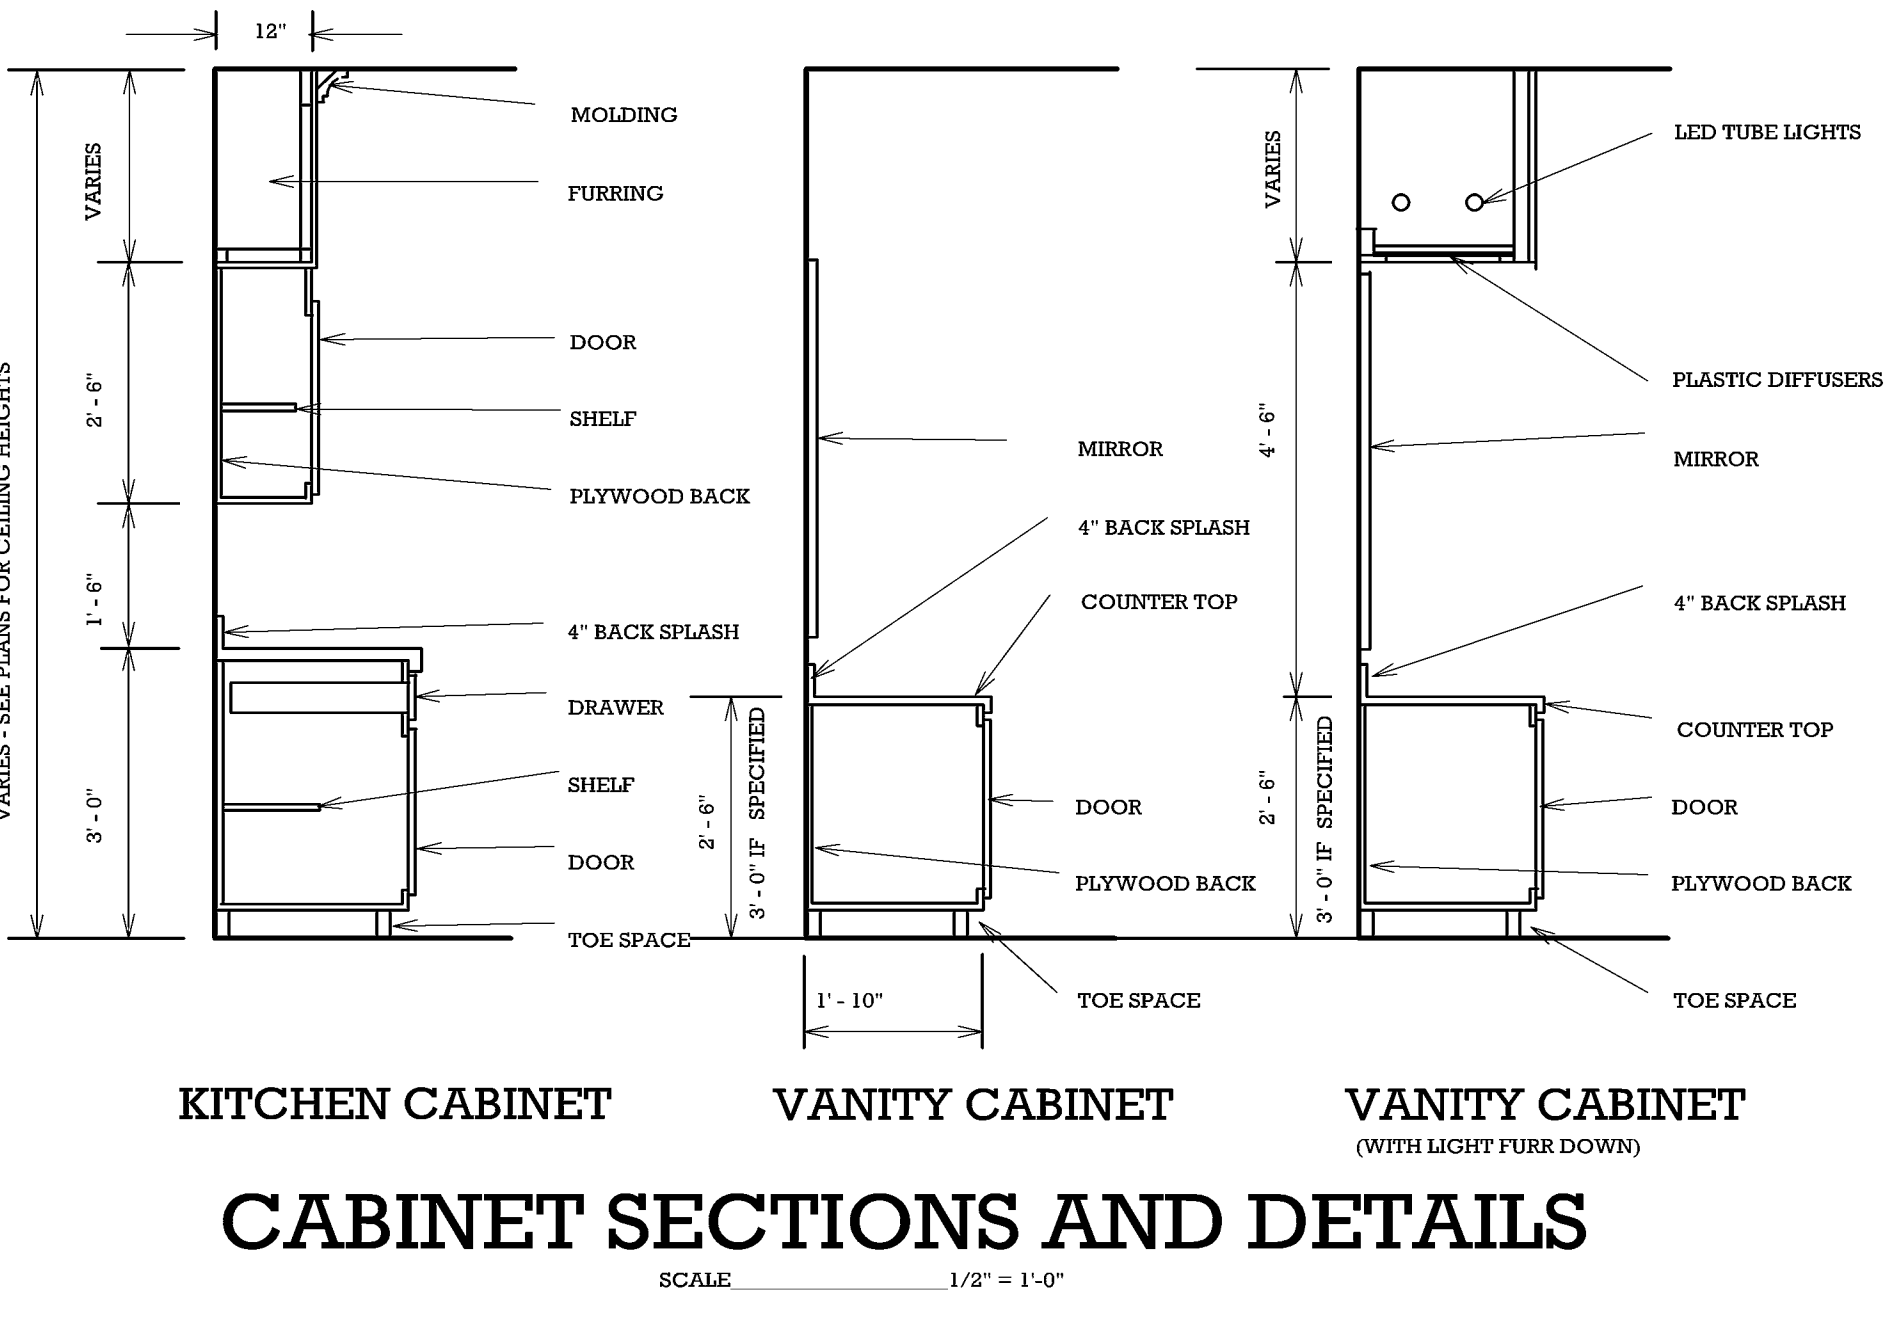 12"
VARIES - SEE PLANS FOR CEILING HEIGHTS
VARIES
2' - 6"
1' - 6"
3' - 0"
MOLDING
FURRING
DOOR
SHELF
PLYWOOD BACK
4" BACK SPLASH
DRAWER
SHELF
DOOR
TOE SPACE
KITCHEN CABINET
2' - 6"
3' - 0" IF SPECIFIED
MIRROR
4" BACK SPLASH
COUNTER TOP
DOOR
PLYWOOD BACK
TOE SPACE
1' - 10"
VANITY CABINET
VARIES
4' - 6"
2' - 6"
3' - 0" IF SPECIFIED
LED TUBE LIGHTS
PLASTIC DIFFUSERS
MIRROR
4" BACK SPLASH
COUNTER TOP
DOOR
PLYWOOD BACK
TOE SPACE
VANITY CABINET
(WITH LIGHT FURR DOWN)
CABINET SECTIONS AND DETAILS
SCALE____________________1/2" = 1'-0"